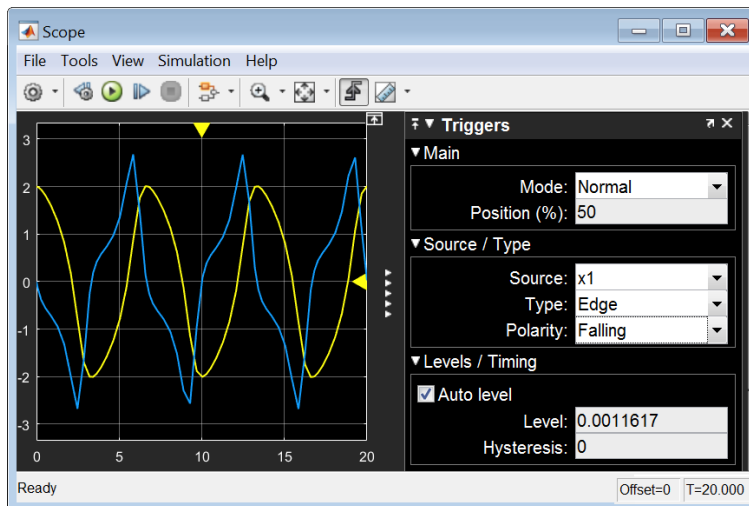 Scope
File Tools View Simulation Help
3
2
1
0
-1
-2
-3
0 5 10 15 20
Triggers
Main
Mode: Normal
Position (%): 50
Source / Type
Source: x1
Type: Edge
Polarity: Falling
Levels / Timing
Auto level
Level: 0.0011617
Hysteresis: 0
Ready Offset=0 T=20.000